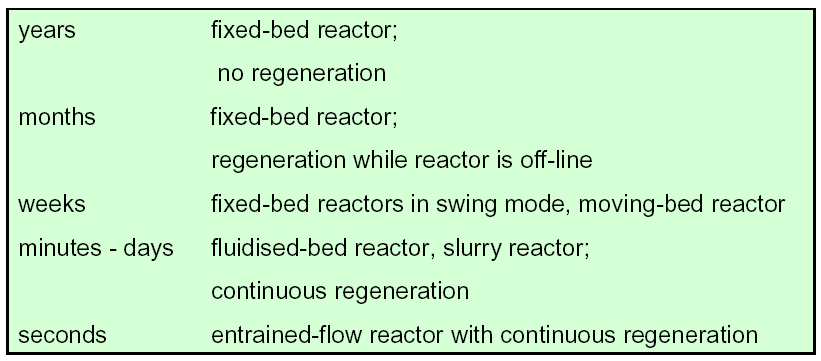 years fixed-bed reactor;
no regeneration
months fixed-bed reactor;
regeneration while reactor is off-line
weeks fixed-bed reactors in swing mode, moving-bed reactor
minutes - days fluidised-bed reactor, slurry reactor;
continuous regeneration
seconds entrained-flow reactor with continuous regeneration